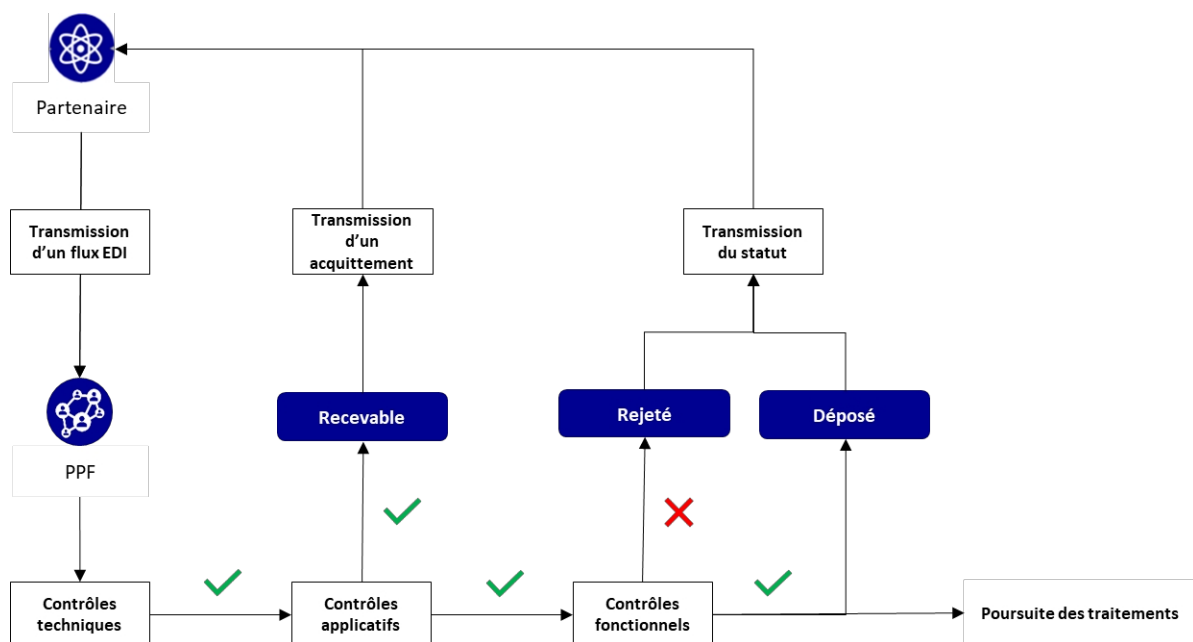 Partenaire
Transmission
d'un flux EDI
Transmission
d'un
acquittement
Transmission
du statut
Recevable
Rejeté
Déposé
PPF
Contrôles
techniques
Contrôles
applicatifs
Contrôles
fonctionnels
Poursuite des traitements